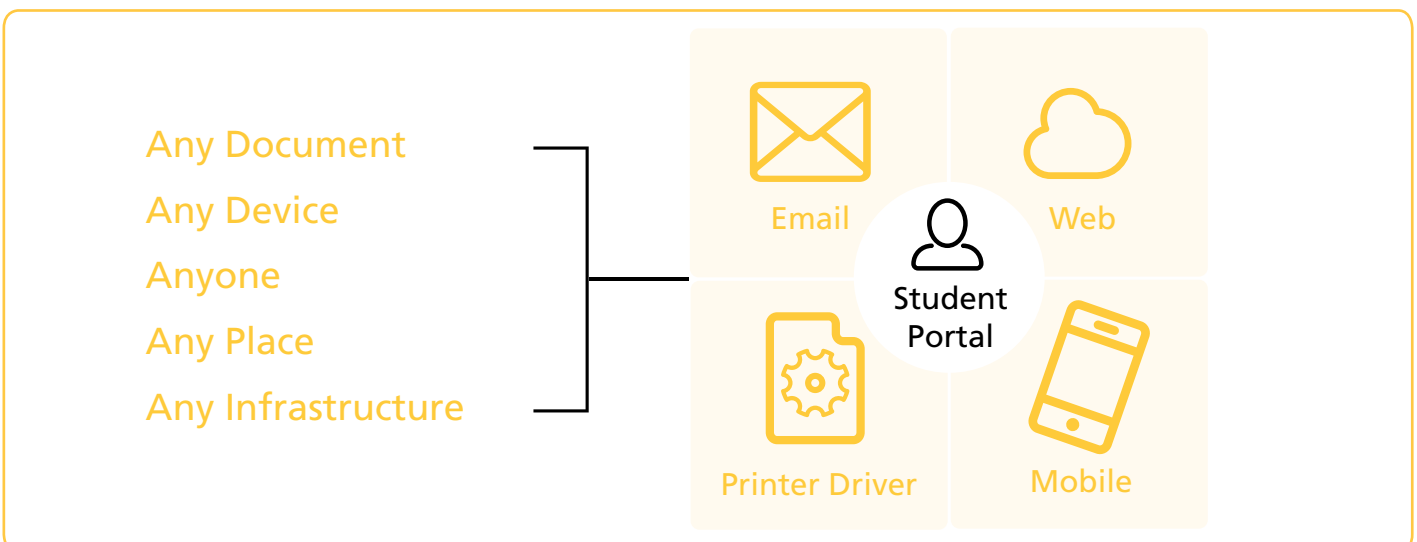 Any Document
Any Device
Anyone
Any Place
Any Infrastructure
Email
Web
Student
Portal
Printer Driver
Mobile